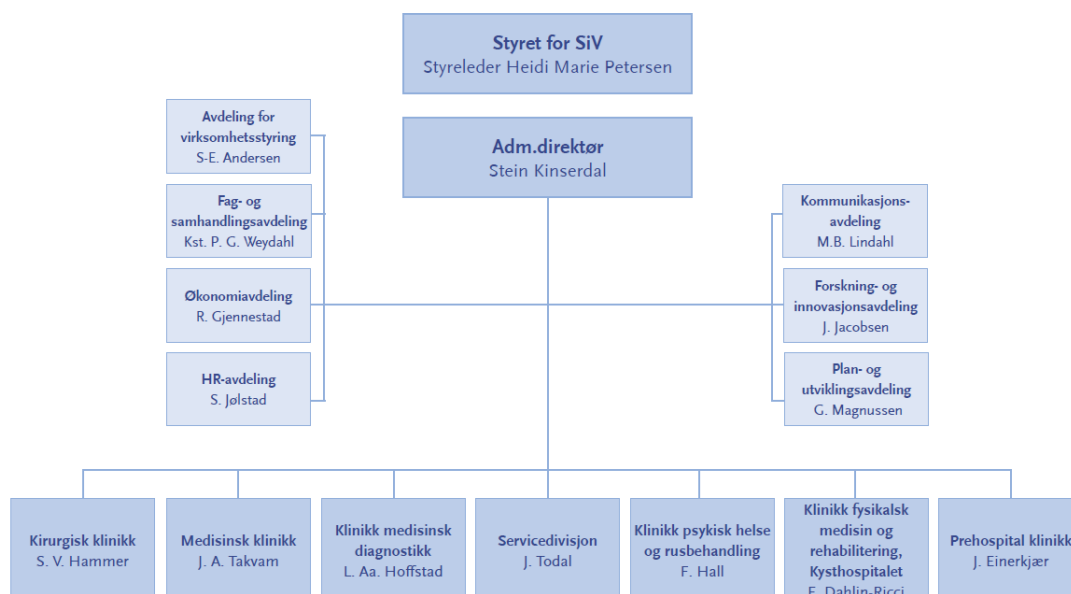 Styret for SiV
Styreleder Heidi Marie Petersen
Adm.direktør
Stein Kinserdal
Avdeling for
virksomhetsstyring
S-E. Andersen
Fag- og
samhandlingsavdeling
Kst. P. G. Weydahl
Økonomiavdeling
R. Gjennestad
HR-avdeling
S. Jølstad
Kommunikasjons-
avdeling
M.B. Lindahl
Forskning- og
innovasjonsavdeling
J. Jacobsen
Plan- og
utviklingsavdeling
G. Magnussen
Kirurgisk klinikk
S. V. Hammer
Medisinsk klinikk
J. A. Takvam
Klinikk medisinsk
diagnostikk
L. Aa. Hoffstad
Servicedivisjon
J. Todal
Klinikk psykisk helse
og rusbehandling
F. Hall
Klinikk fysikalsk
medisin og
rehabilitering,
Kysthospitalet
Dahlin-Ricci
Prehospital klinikk
J. Einerkjær